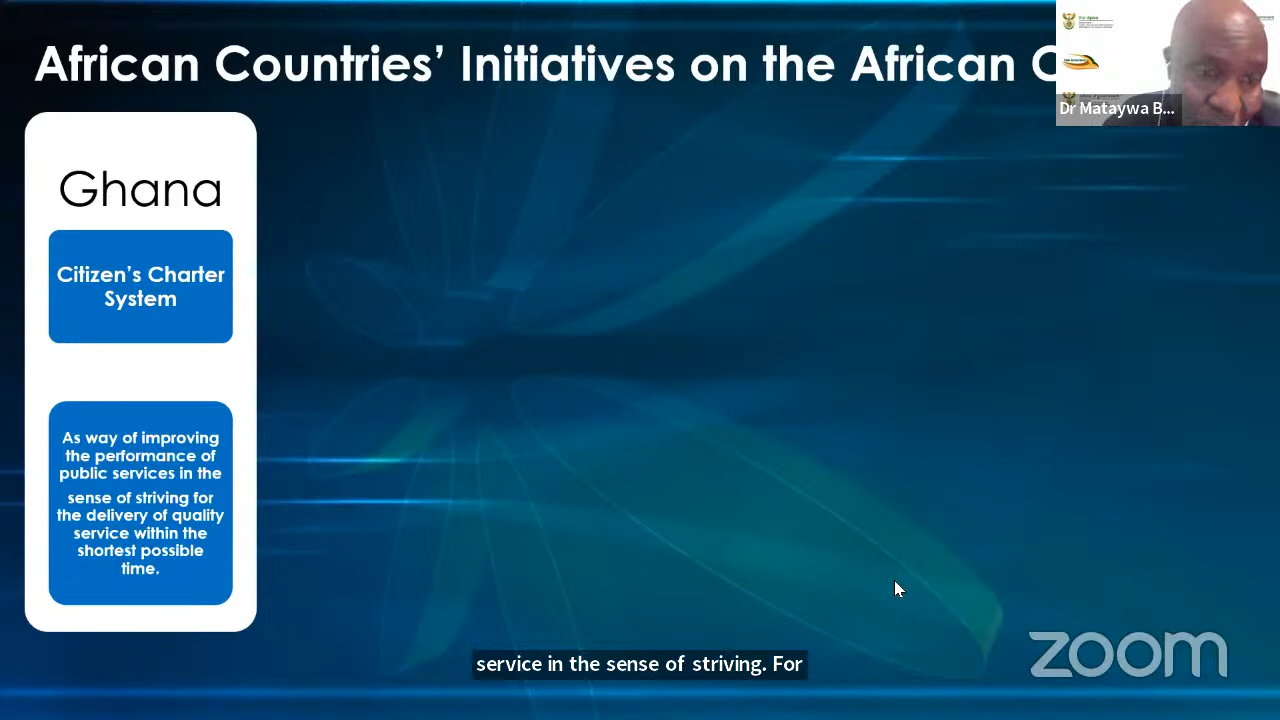 African Countries’ Initiatives on the African C
Dr Mataywa B...
Ghana
Citizen’s Charter
System
As way of improving
the performance of
public services in the
sense of striving for
the delivery of quality
service within the
shortest possible
time.
service in the sense of striving. For
zoom